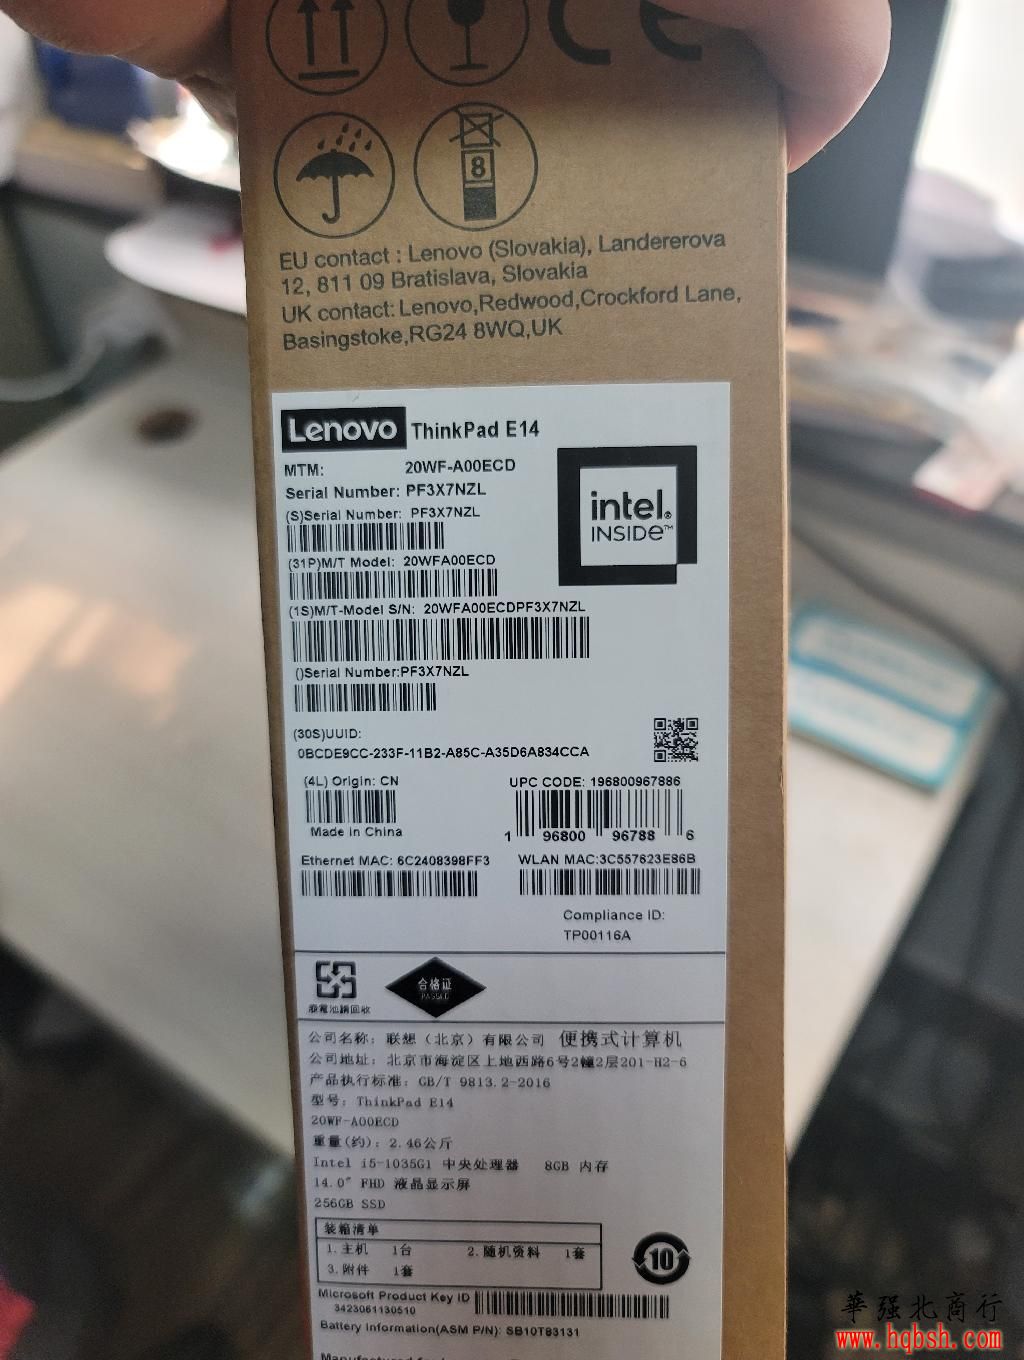 CE
8
EU contact : Lenovo (Slovakia), Landererova
12, 811 09 Bratislava, Slovakia
UK contact: Lenovo,Redwood,Crockford Lane,
Basingstoke,RG24 8WQ,UK
Lenovo ThinkPad E14
MTM: 20WF-A00ECD
Serial Number: PF3X7NZL
(S)Serial Number: PF3X7NZL
intel.
INSIDE™
(31P)M/T Model: 20WFA00ECD
(1S)M/T-Model S/N: 20WFA00ECDPF3X7NZL
()Serial Number:PF3X7NZL
(30S)UUID:
0BCDE9CC-233F-11B2-A85C-A35D6A834CCA
(4L) Origin: CN
Made in China
UPC CODE: 196800967886
1 96800 96788 6
Ethernet MAC: 6C2408398FF3
WLAN MAC:3C557623E86B
Compliance ID:
TP00116A
廢電池請回收
合格证
PASSED
公司名称: 联想（北京）有限公司 便携式计算机
公司地址: 北京市海淀区上地西路6号2幢2层201-H2-6
产品执行标准: GB/T 9813.2-2016
型号: ThinkPad E14
20WF-A00ECD
重量(约): 2.46公斤
Intel i5-1035G1 中央处理器 8GB 内存
14.0" FHD 液晶显示屏
256GB SSD
装箱清单
1.主机 1台 2.随机资料 1套
3.附件 1套
10
Microsoft Product Key ID
3423061130510
Battery Information(ASM P/N): SB10T83131
華强北商行
www.hqbsh.com